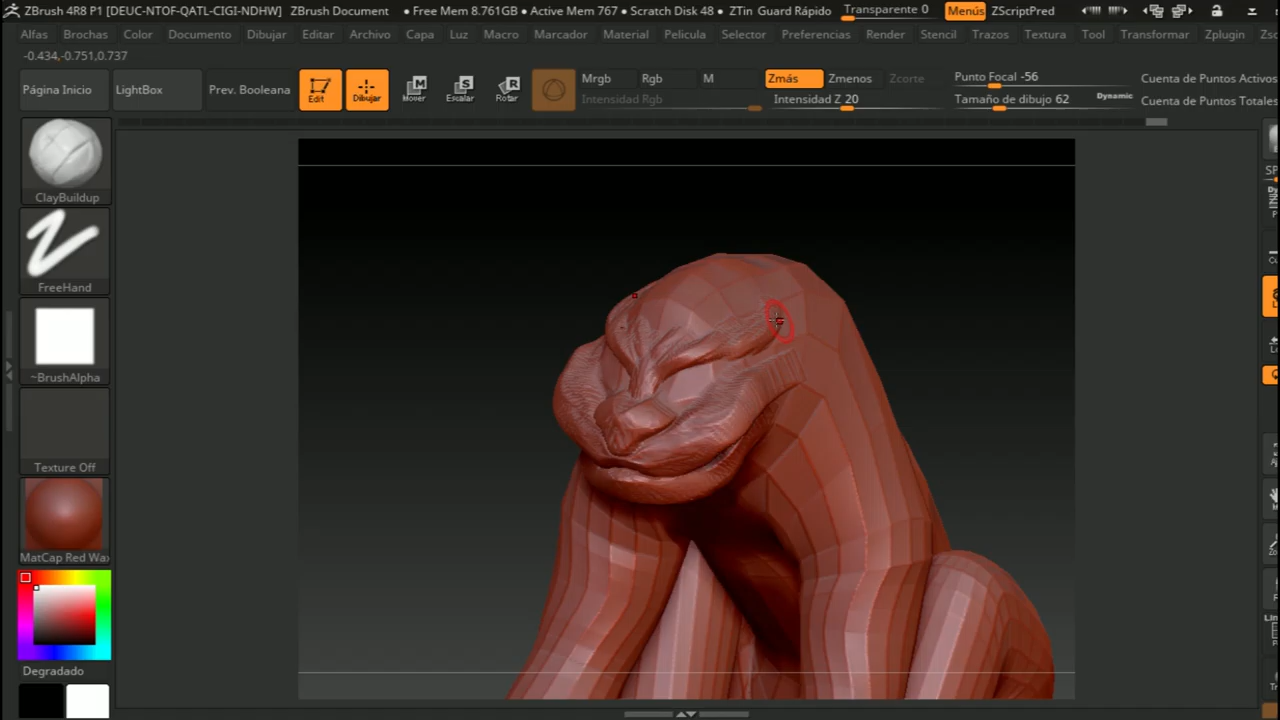 ZBrush 4R8 P1 [DEUC-NTOF-QATL-CIGI-NDHW] ZBrush Document • Free Mem 8.761GB • Active Mem 767 • Scratch Disk 48 • ZTin Guard Rápido Transparente 0 Menús ZScriptPred
Alfas Brochas Color Documento Dibujar Editar Archivo Capa Luz Macro Marcador Material Pelicula Selector Preferencias Render Stencil Trazos Textura Tool Transformar Zplugin Zsc
-0.434,-0.751,0.737
Página Inicio LightBox Prev. Booleana Edit Dibujar Mover Escalar Rotar
M S R
Mrgb Rgb M Zmás Zmenos Zcorte Punto Focal -56 Cuenta de Puntos Activos
Intensidad Rgb Intensidad Z 20 Tamaño de dibujo 62 Dynamic Cuenta de Puntos Totales
ClayBuildup
FreeHand
~BrushAlpha
Texture Off
MatCap Red Wax
Degradado
SP